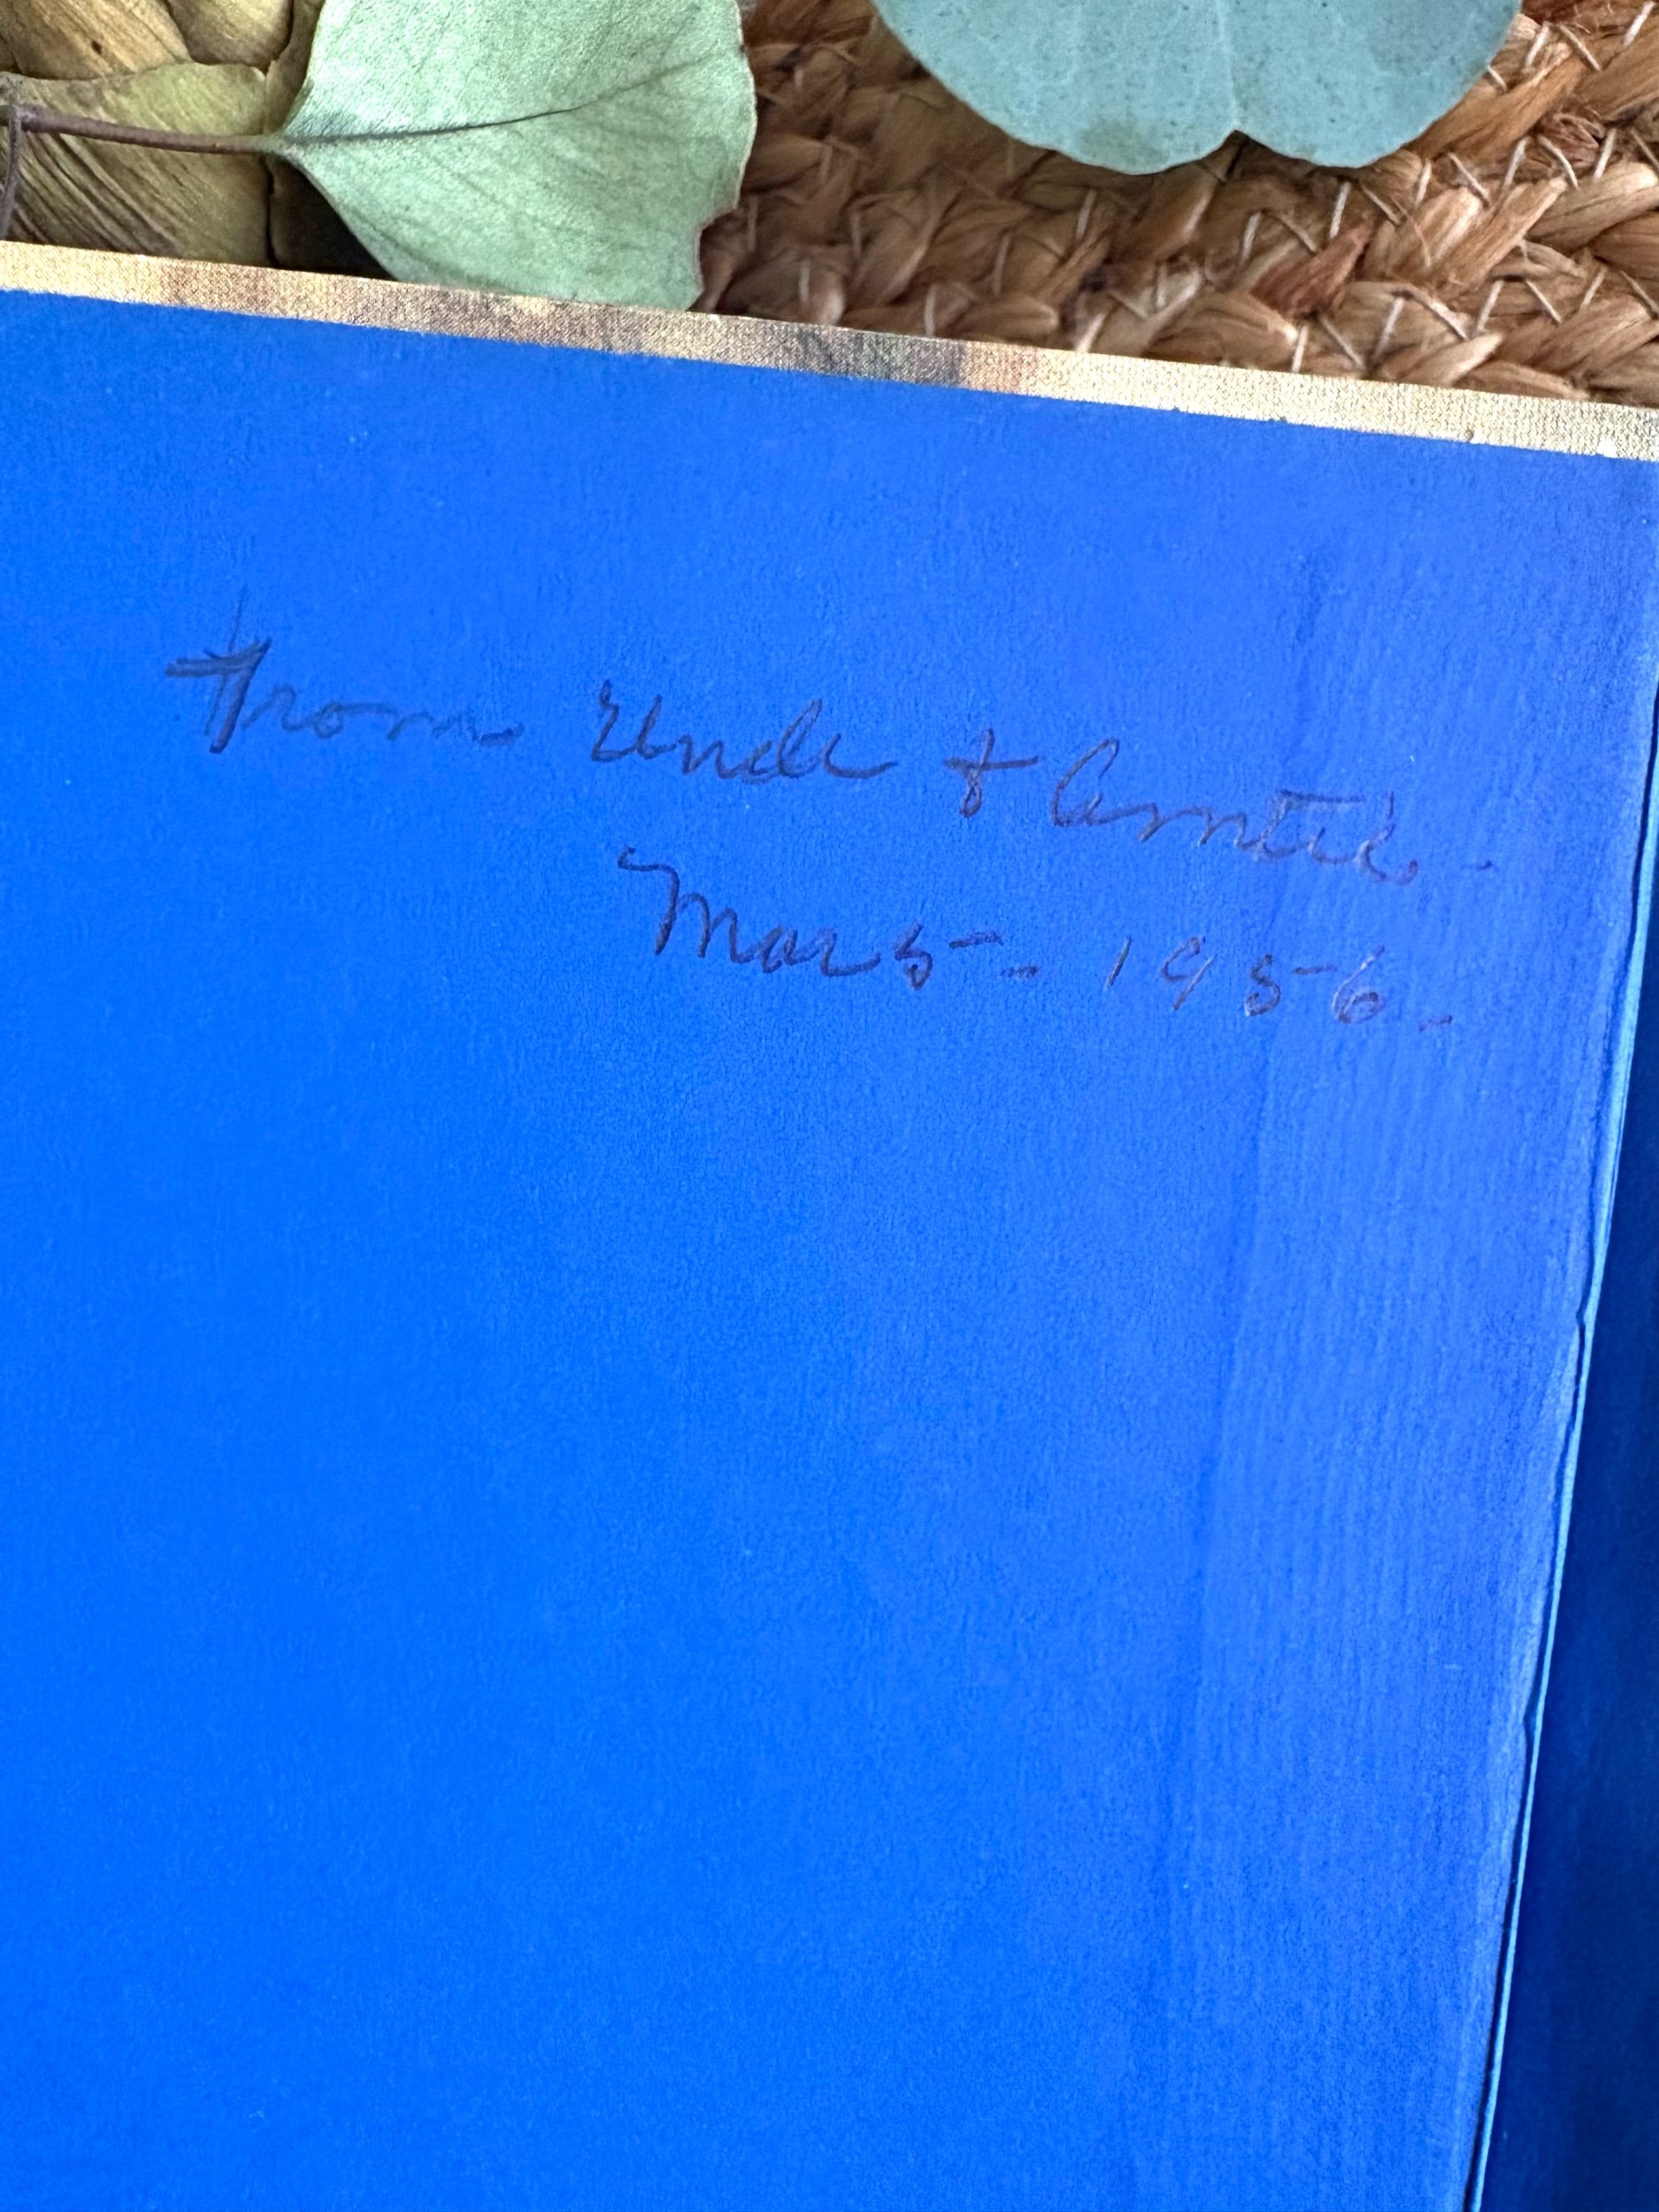 From Uncle & Auntie -
Mar 5 - 1956.